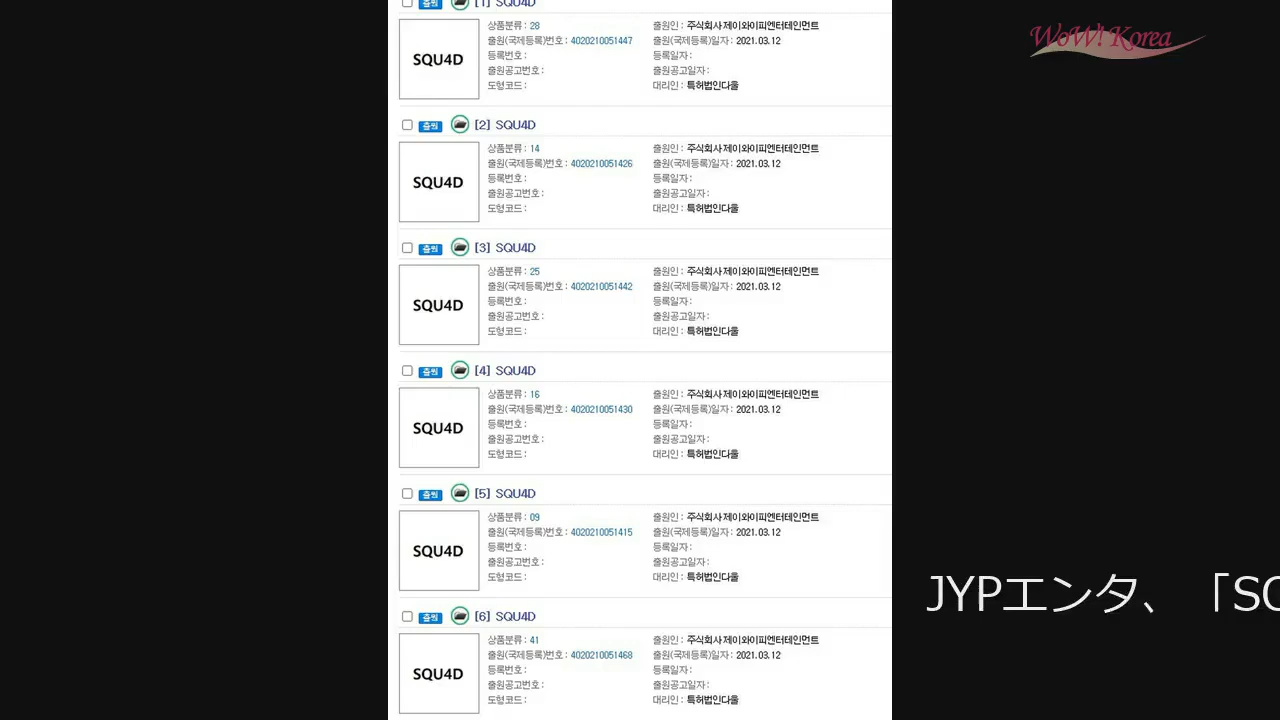 출원 [1] SQU4D
WoW! Korea
SQU4D
상품분류 : 28
출원인 : 주식회사 제이와이피엔터테인먼트
출원(국제등록)번호 : 4020210051447
출원(국제등록)일자 : 2021.03.12
등록번호 :
등록일자 :
출원공고번호 :
출원공고일자 :
도형코드 :
대리인 : 특허법인다울
출원 [2] SQU4D
SQU4D
상품분류 : 14
출원인 : 주식회사 제이와이피엔터테인먼트
출원(국제등록)번호 : 4020210051426
출원(국제등록)일자 : 2021.03.12
등록번호 :
등록일자 :
출원공고번호 :
출원공고일자 :
도형코드 :
대리인 : 특허법인다울
출원 [3] SQU4D
SQU4D
상품분류 : 25
출원인 : 주식회사 제이와이피엔터테인먼트
출원(국제등록)번호 : 4020210051442
출원(국제등록)일자 : 2021.03.12
등록번호 :
등록일자 :
출원공고번호 :
출원공고일자 :
도형코드 :
대리인 : 특허법인다울
출원 [4] SQU4D
SQU4D
상품분류 : 16
출원인 : 주식회사 제이와이피엔터테인먼트
출원(국제등록)번호 : 4020210051430
출원(국제등록)일자 : 2021.03.12
등록번호 :
등록일자 :
출원공고번호 :
출원공고일자 :
도형코드 :
대리인 : 특허법인다울
출원 [5] SQU4D
SQU4D
상품분류 : 09
출원인 : 주식회사 제이와이피엔터테인먼트
출원(국제등록)번호 : 4020210051415
출원(국제등록)일자 : 2021.03.12
등록번호 :
등록일자 :
출원공고번호 :
출원공고일자 :
도형코드 :
대리인 : 특허법인다울
JYPエンタ、「SQ
출원 [6] SQU4D
SQU4D
상품분류 : 41
출원인 : 주식회사 제이와이피엔터테인먼트
출원(국제등록)번호 : 4020210051468
출원(국제등록)일자 : 2021.03.12
등록번호 :
등록일자 :
출원공고번호 :
출원공고일자 :
도형코드 :
대리인 : 특허법인다울